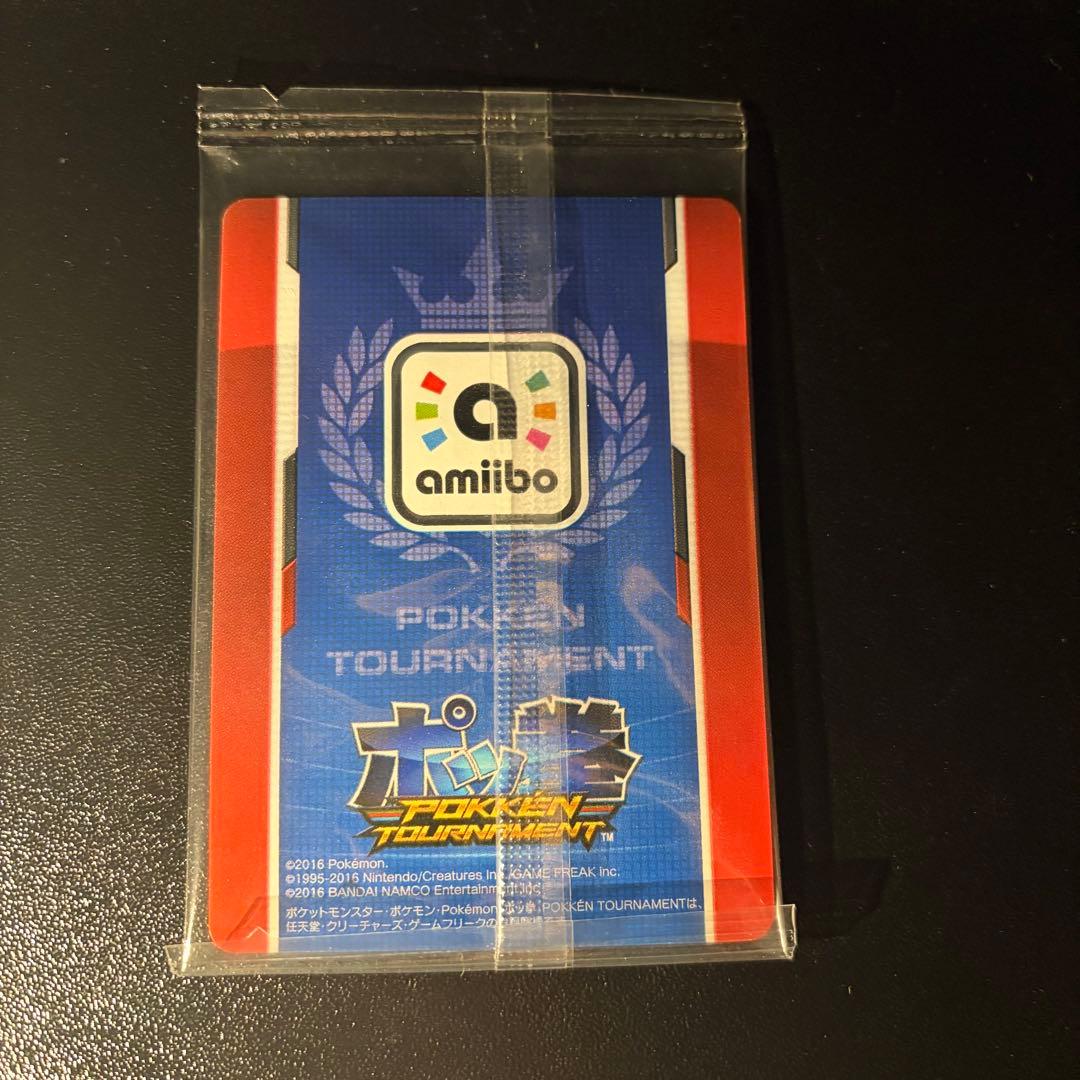 a
amiibo
POKKÉN
TOURNAMENT
ポッ拳
POKKÉN
TOURNAMENT™
©2016 Pokémon.
©1995-2016 Nintendo/Creatures Inc. GAME FREAK inc.
©2016 BANDAI NAMCO Entertainment Inc.
ポケットモンスター・ポケモン・Pokémon・ポッ拳 POKKÉN TOURNAMENTは、
任天堂・クリーチャーズ・ゲームフリークの